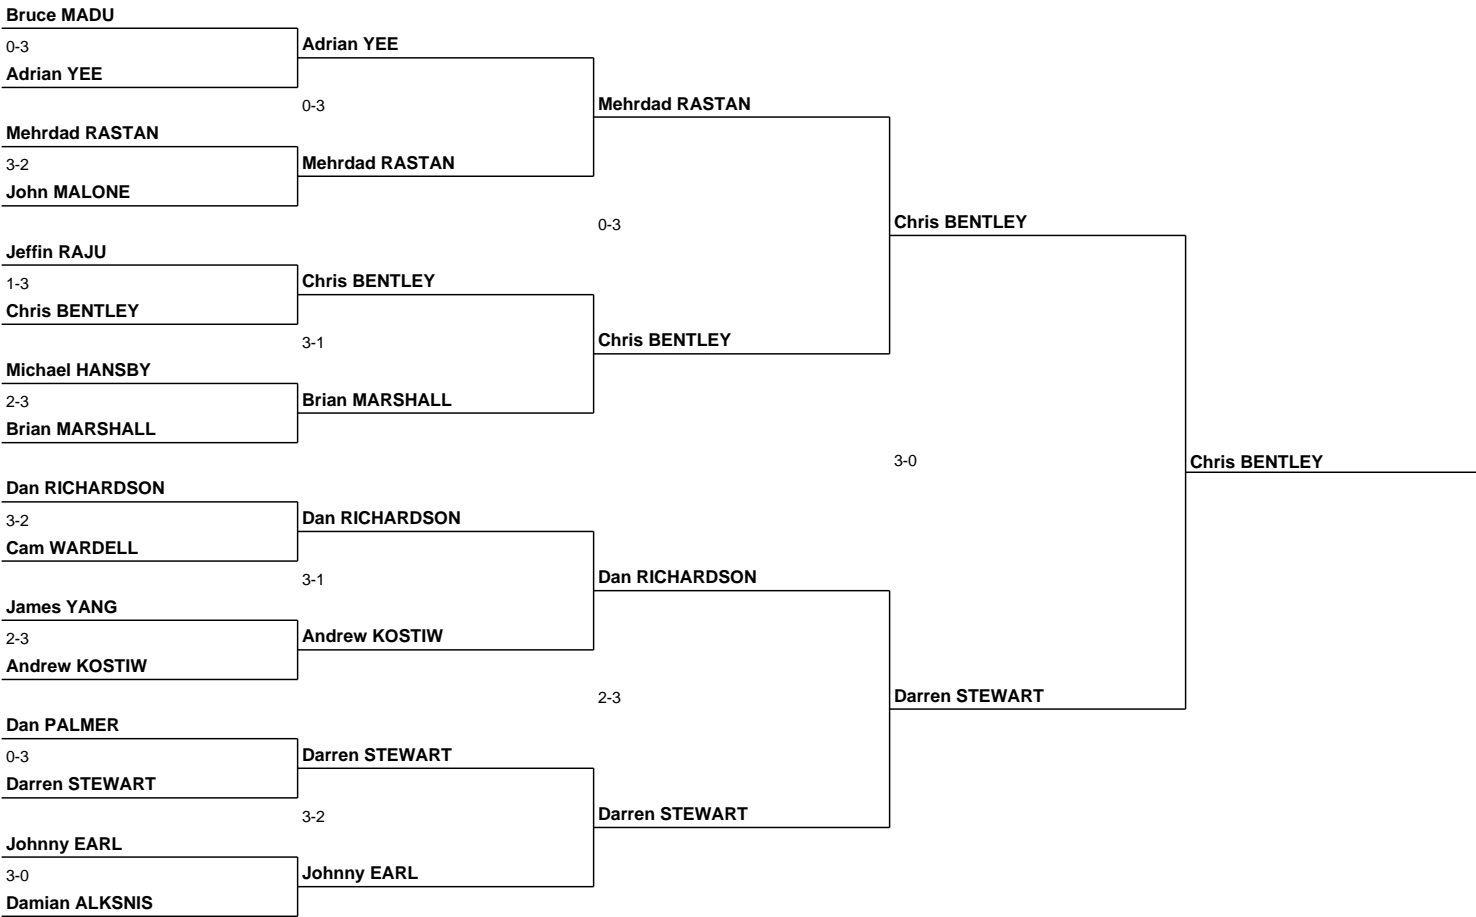 Bruce MADU
0-3
Adrian YEE
Mehrdad RASTAN
3-2
John MALONE
Jeffin RAJU
1-3
Chris BENTLEY
Michael HANSBY
2-3
Brian MARSHALL
Dan RICHARDSON
3-2
Cam WARDELL
James YANG
2-3
Andrew KOSTIW
Dan PALMER
0-3
Darren STEWART
Johnny EARL
3-0
Damian ALKSNIS
Adrian YEE
0-3
Mehrdad RASTAN
Chris BENTLEY
3-1
Brian MARSHALL
Dan RICHARDSON
3-1
Andrew KOSTIW
Darren STEWART
3-2
Johnny EARL
Mehrdad RASTAN
0-3
Chris BENTLEY
Dan RICHARDSON
2-3
Darren STEWART
Chris BENTLEY
3-0
Darren STEWART
Chris BENTLEY